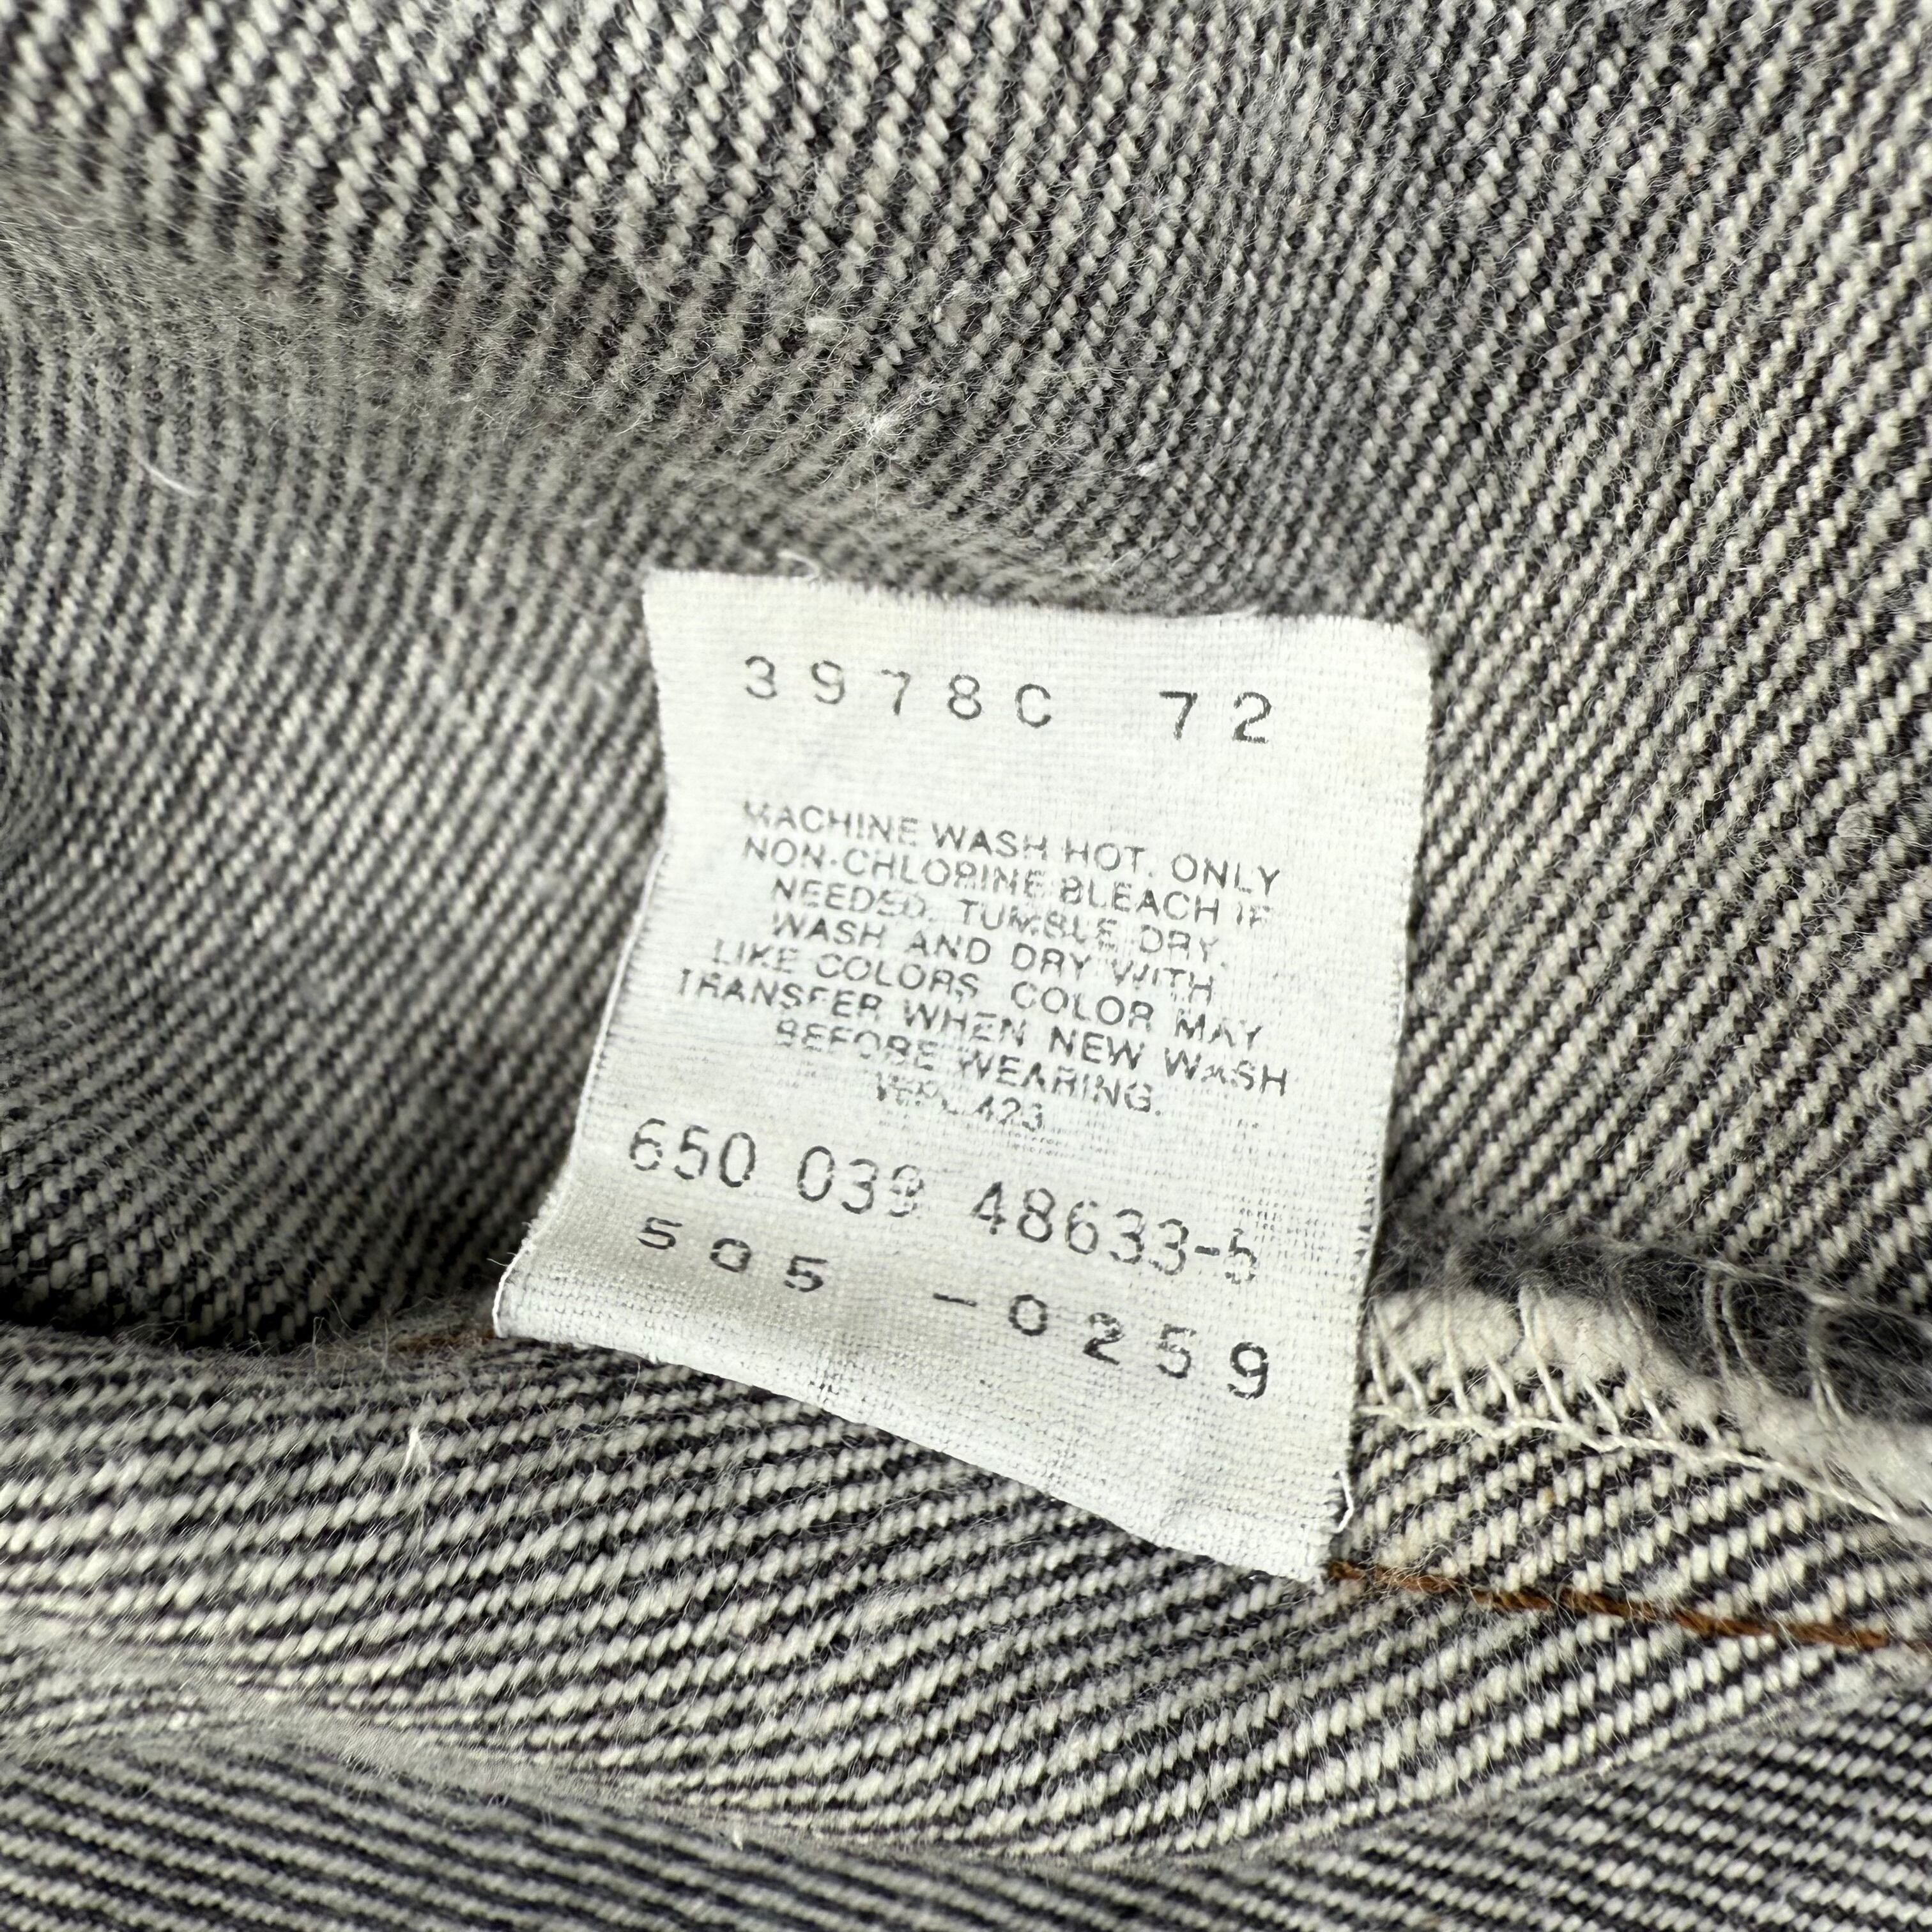 3978C 72
MACHINE WASH HOT. ONLY
NON-CHLORINE BLEACH IF
NEEDED. TUMBLE DRY.
WASH AND DRY WITH
LIKE COLORS. COLOR MAY
TRANSFER WHEN NEW WASH
BEFORE WEARING.
423
650 039 48633-5
505 -0259